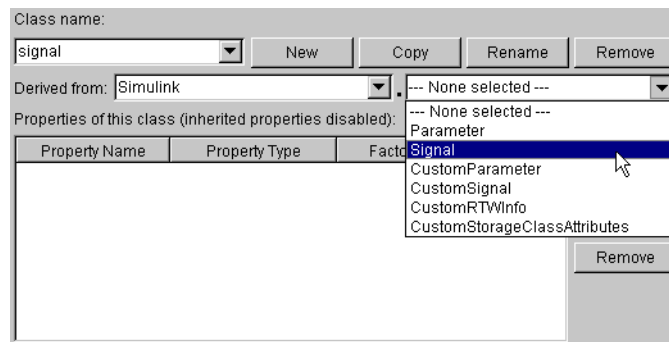 Class name:
signal New Copy Rename Remove
Derived from: Simulink . --- None selected ---
Properties of this class (inherited properties disabled):
--- None selected ---
Parameter
Property Name Property Type Facto
Signal
CustomParameter
CustomSignal
CustomRTWInfo
CustomStorageClassAttributes
Remove